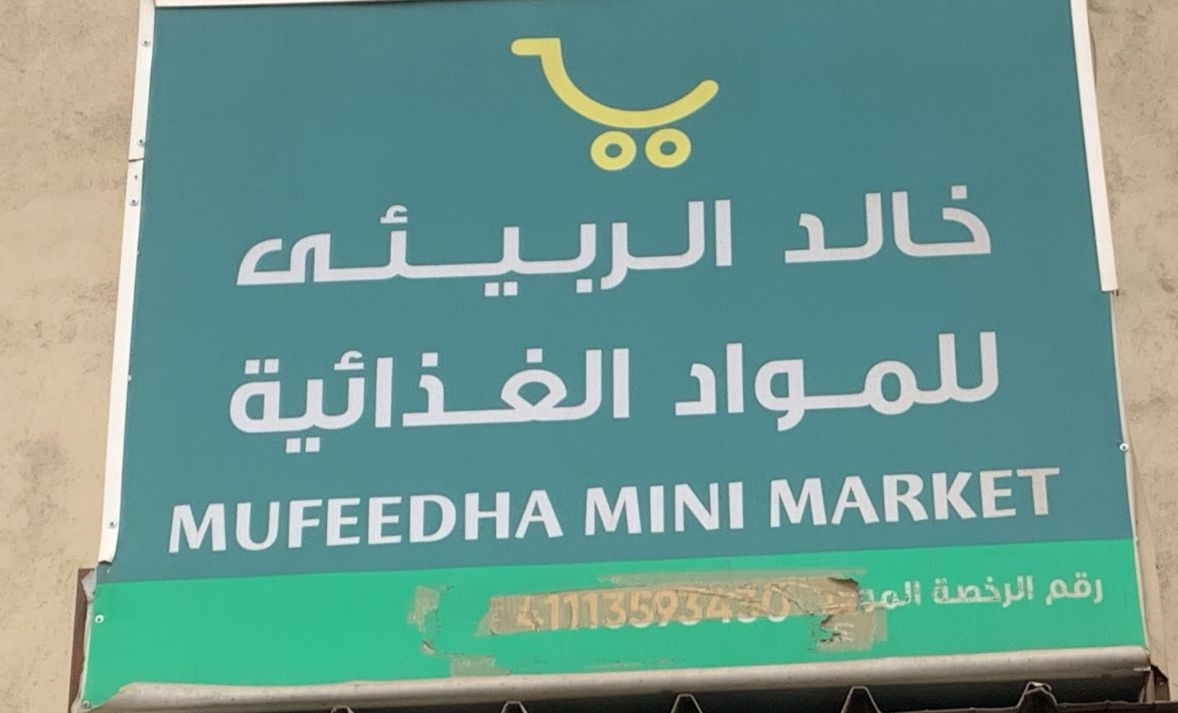 خالد الربيئى
للمواد الغذائية
MUFEEDHA MINI MARKET
رقم الرخصة